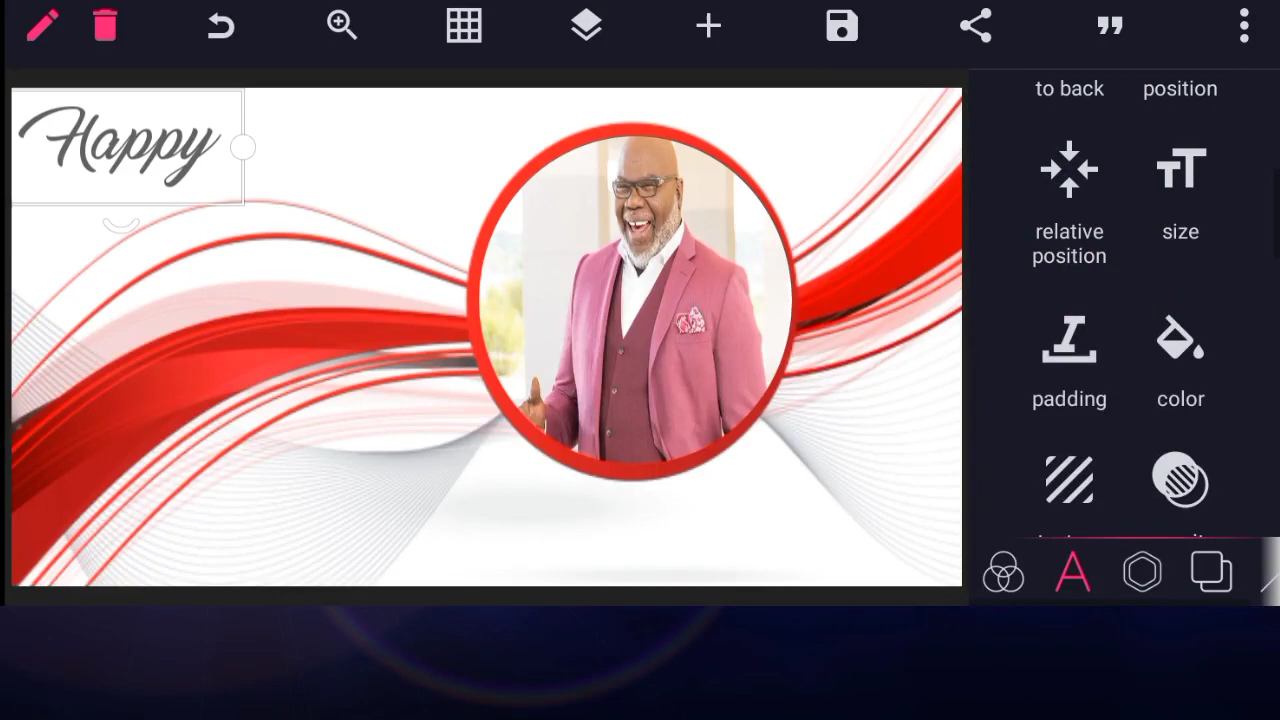 to back
position
Happy
relative
position
size
padding
color